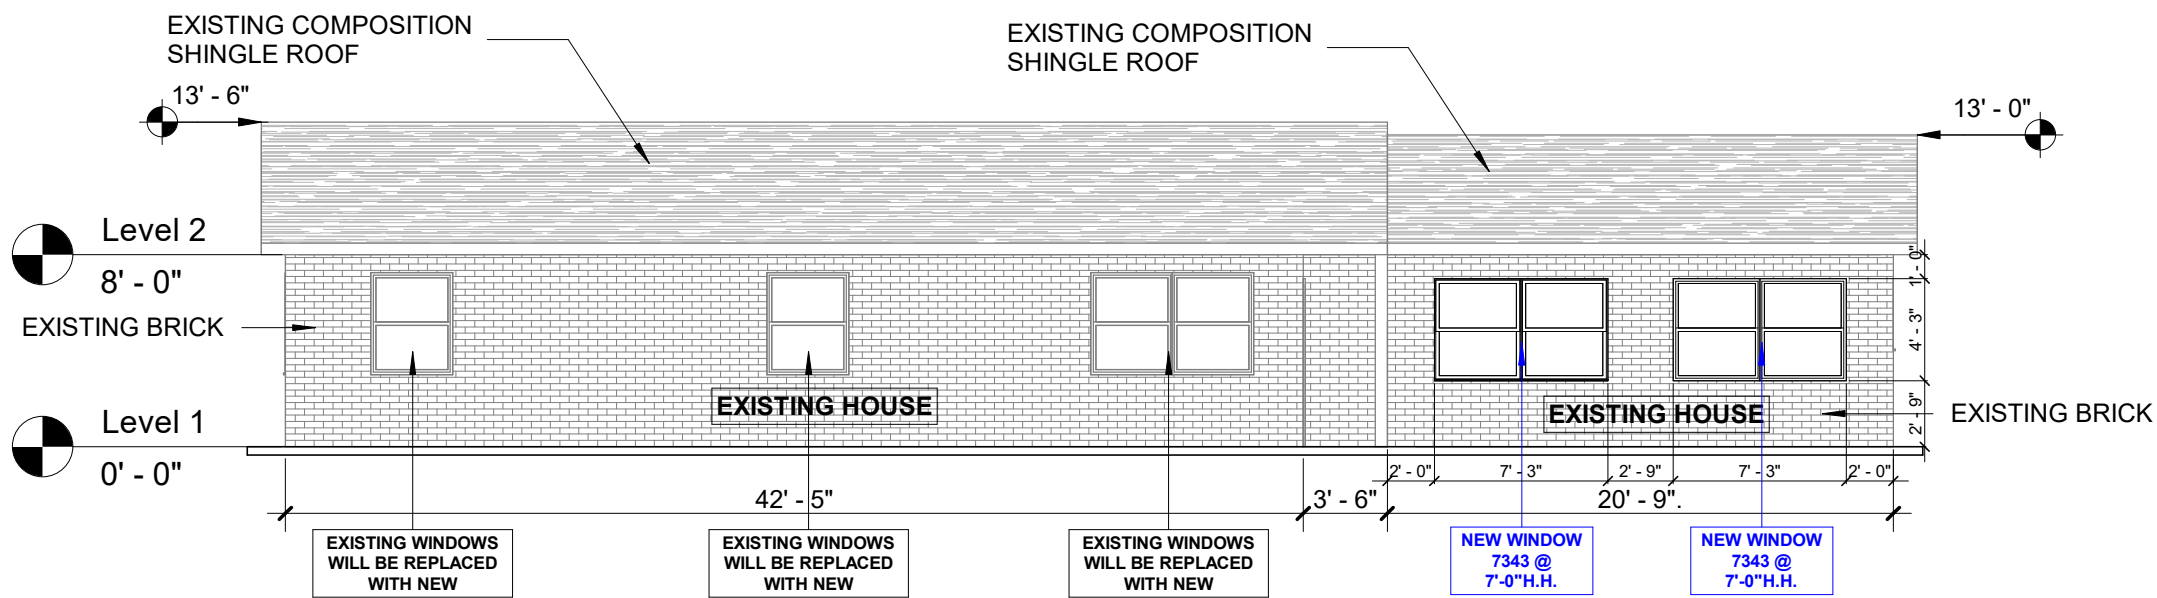 EXISTING COMPOSITION
SHINGLE ROOF
EXISTING COMPOSITION
SHINGLE ROOF
13' - 6"
13' - 0"
Level 2
8' - 0"
EXISTING BRICK
Level 1
0' - 0"
EXISTING HOUSE
EXISTING HOUSE
1' - 0"
4' - 3"
2' - 9"
EXISTING BRICK
2' - 0"
7' - 3"
2' - 9"
7' - 3"
2' - 0"
42' - 5"
3' - 6"
20' - 9".
EXISTING WINDOWS
WILL BE REPLACED
WITH NEW
EXISTING WINDOWS
WILL BE REPLACED
WITH NEW
EXISTING WINDOWS
WILL BE REPLACED
WITH NEW
NEW WINDOW
7343 @
7'-0"H.H.
NEW WINDOW
7343 @
7'-0"H.H.